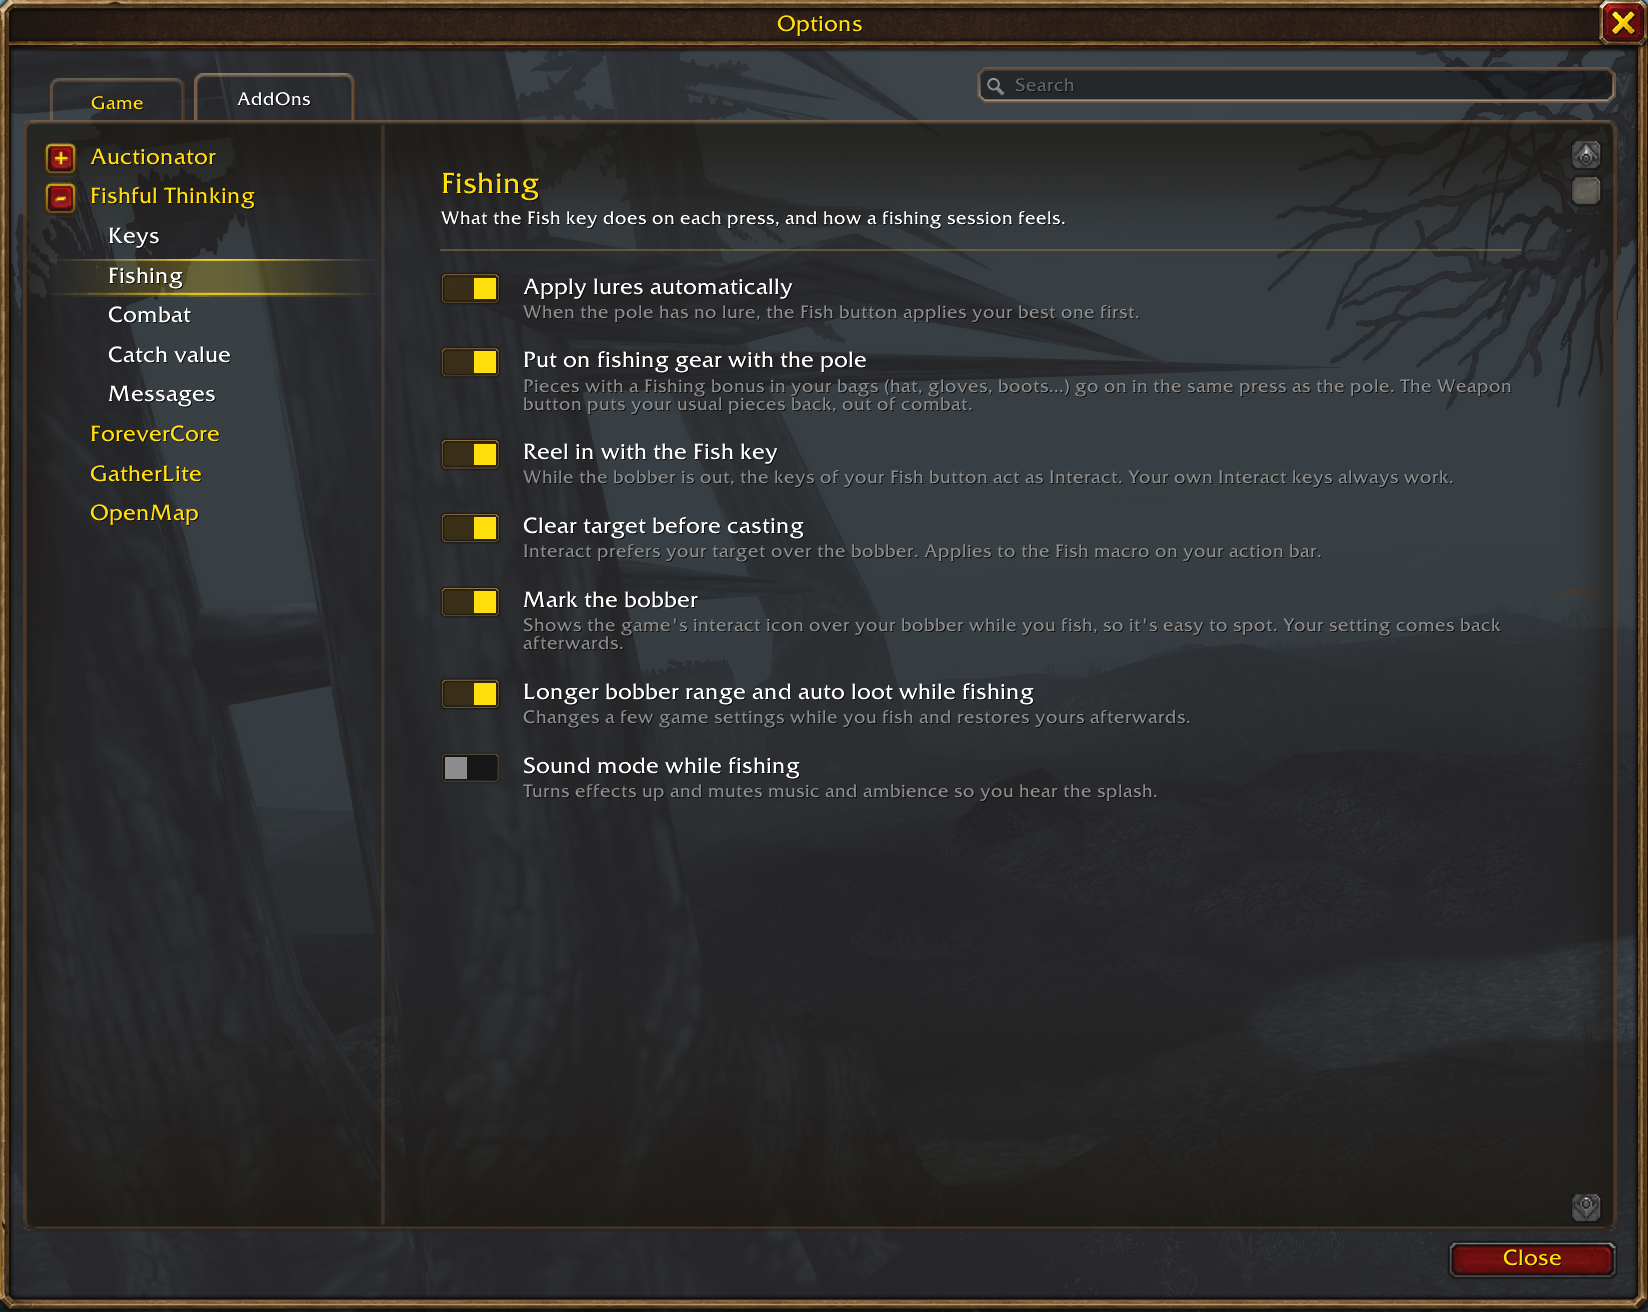 Options
Game
AddOns
Search
Auctionator
Fishful Thinking
Keys
Fishing
Combat
Catch value
Messages
ForeverCore
GatherLite
OpenMap
Fishing
What the Fish key does on each press, and how a fishing session feels.
Apply lures automatically
When the pole has no lure, the Fish button applies your best one first.
Put on fishing gear with the pole
Pieces with a Fishing bonus in your bags (hat, gloves, boots...) go on in the same press as the pole. The Weapon
button puts your usual pieces back, out of combat.
Reel in with the Fish key
While the bobber is out, the keys of your Fish button act as Interact. Your own Interact keys always work.
Clear target before casting
Interact prefers your target over the bobber. Applies to the Fish macro on your action bar.
Mark the bobber
Shows the game's interact icon over your bobber while you fish, so it's easy to spot. Your setting comes back
afterwards.
Longer bobber range and auto loot while fishing
Changes a few game settings while you fish and restores yours afterwards.
Sound mode while fishing
Turns effects up and mutes music and ambience so you hear the splash.
Close